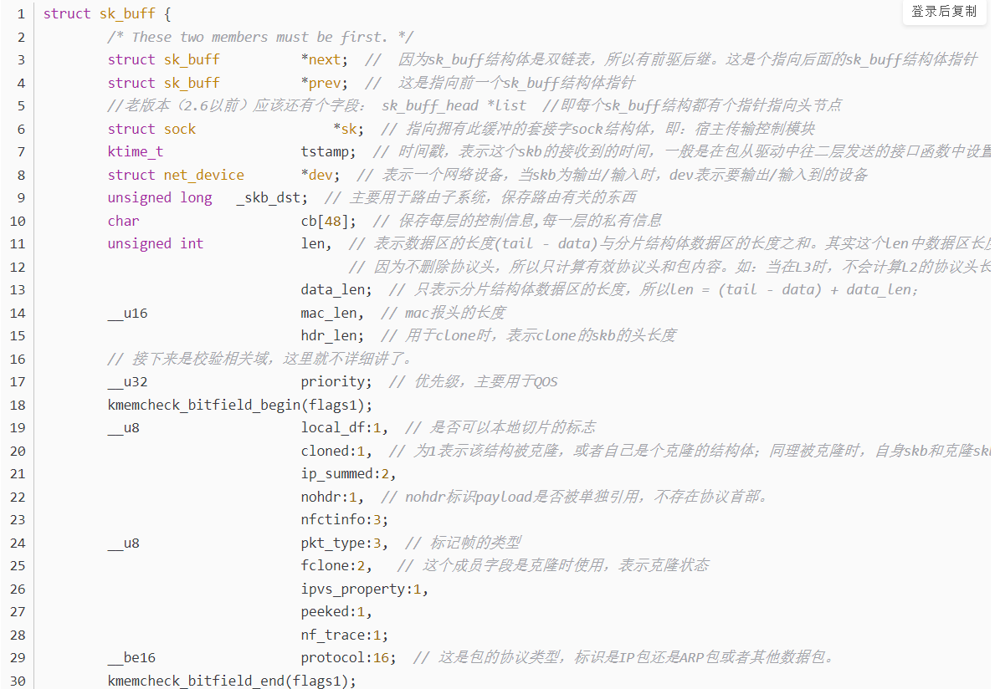 登录后复制
1 struct sk_buff {
2 /* These two members must be first. */
3 struct sk_buff *next; // 因为sk_buff结构体是双链表，所以有前驱后继。这是个指向后面的sk_buff结构体指针
4 struct sk_buff *prev; // 这是指向前一个sk_buff结构体指针
5 //老版本（2.6以前）应该还有个字段： sk_buff_head *list //即每个sk_buff结构都有个指针指向头节点
6 struct sock *sk; // 指向拥有此缓冲的套接字sock结构体，即：宿主传输控制模块
7 ktime_t tstamp; // 时间戳，表示这个skb的接收到的时间，一般是在包从驱动中往二层发送的接口函数中设置
8 struct net_device *dev; // 表示一个网络设备，当skb为输出/输入时，dev表示要输出/输入到的设备
9 unsigned long _skb_dst; // 主要用于路由子系统，保存路由有关的东西
10 char cb[48]; // 保存每层的控制信息,每一层的私有信息
11 unsigned int len, // 表示数据区的长度(tail - data)与分片结构体数据区的长度之和。其实这个len中数据区长度
12 // 因为不删除协议头，所以只计算有效协议头和包内容。如：当在L3时，不会计算L2的协议头长
13 data_len; // 只表示分片结构体数据区的长度，所以len = (tail - data) + data_len；
14 __u16 mac_len, // mac报头的长度
15 hdr_len; // 用于clone时，表示clone的skb的头长度
16 // 接下来是校验相关域，这里就不详细讲了。
17 __u32 priority; // 优先级，主要用于QOS
18 kmemcheck_bitfield_begin(flags1);
19 __u8 local_df:1, // 是否可以本地切片的标志
20 cloned:1, // 为1表示该结构被克隆，或者自己是个克隆的结构体；同理被克隆时，自身skb和克隆skb
21 ip_summed:2,
22 nohdr:1, // nohdr标识payload是否被单独引用，不存在协议首部。
23 nfctinfo:3;
24 __u8 pkt_type:3, // 标记帧的类型
25 fclone:2, // 这个成员字段是克隆时使用，表示克隆状态
26 ipvs_property:1,
27 peeked:1,
28 nf_trace:1;
29 __be16 protocol:16; // 这是包的协议类型，标识是IP包还是ARP包或者其他数据包。
30 kmemcheck_bitfield_end(flags1);